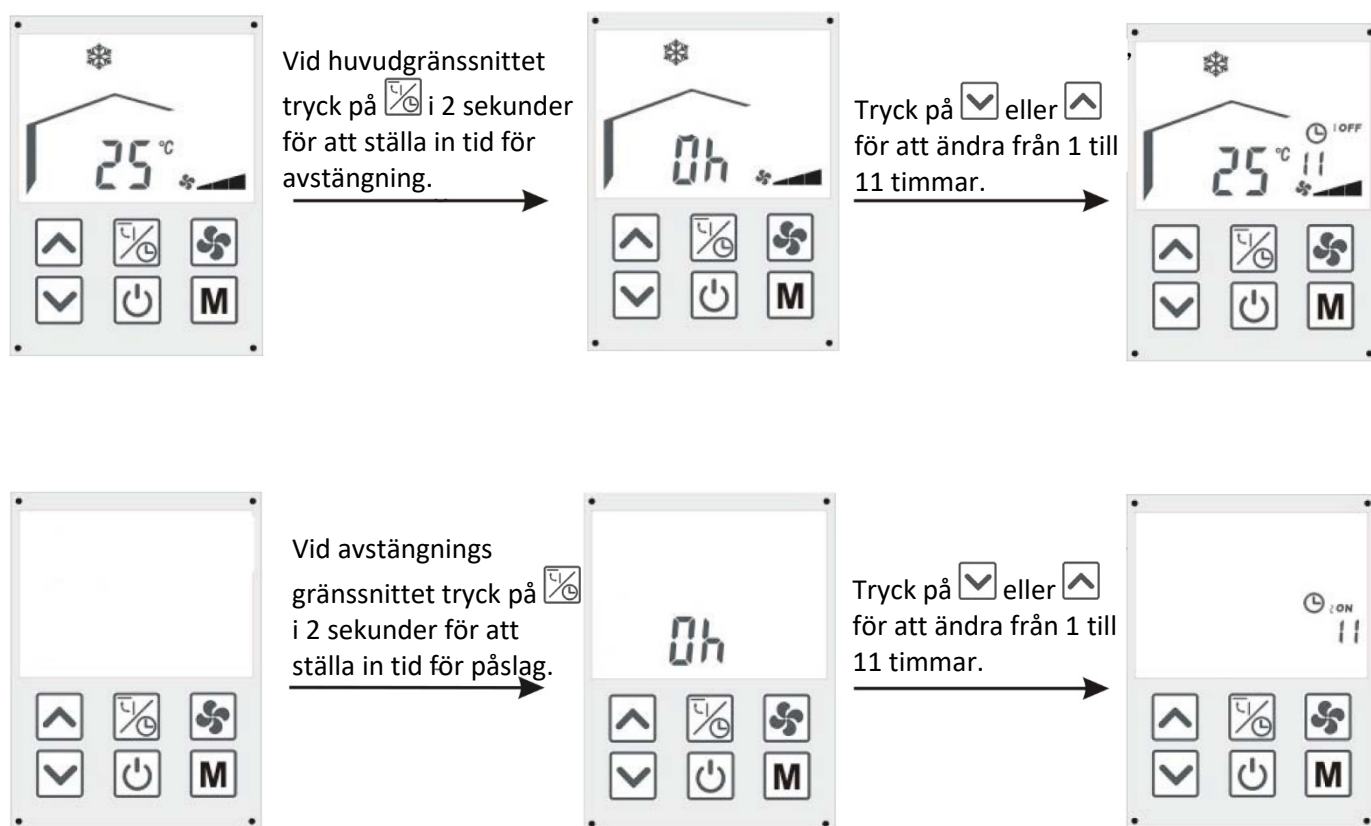 25 °C
M
Vid huvudgränssnittet
tryck på i 2 sekunder
för att ställa in tid för
avstängning.
0h
M
Tryck på eller
för att ändra från 1 till
11 timmar.
OFF
25 °C 11
M
M
Vid avstängnings
gränssnittet tryck på
i 2 sekunder för att
ställa in tid för påslag.
0h
M
Tryck på eller
för att ändra från 1 till
11 timmar.
ON
11
M